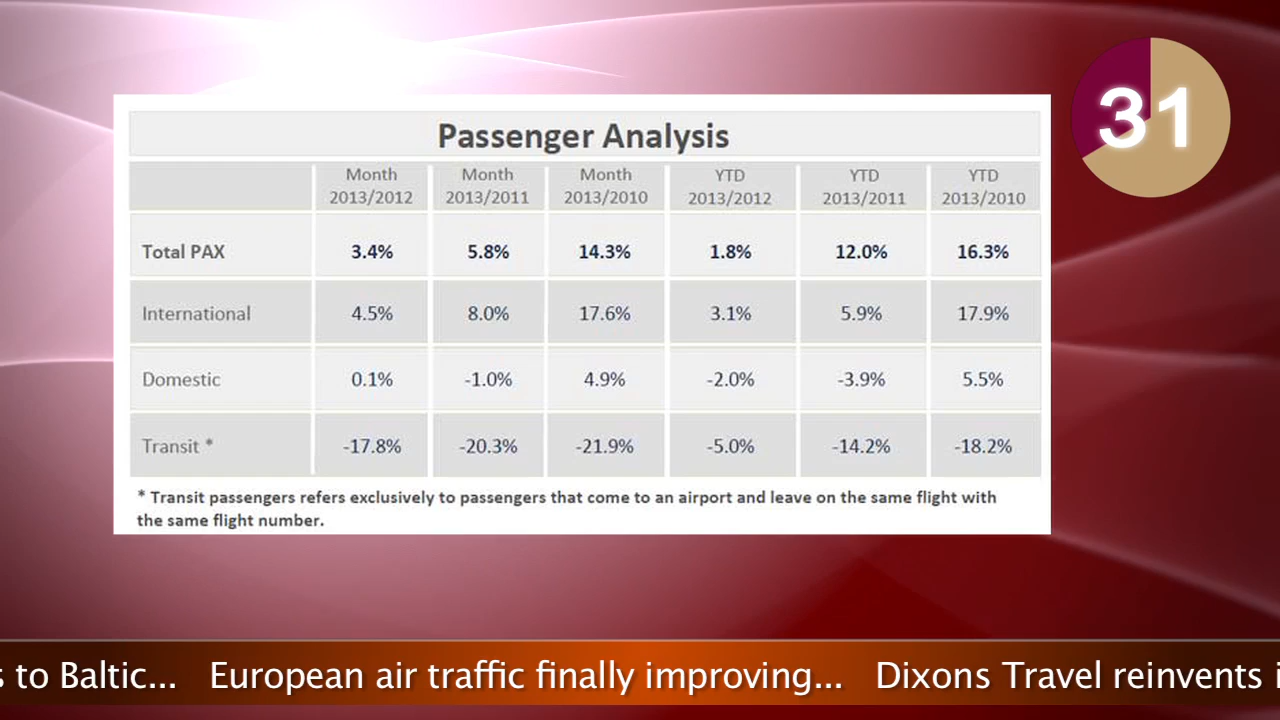 31
Passenger Analysis
Month 2013/2012 Month 2013/2011 Month 2013/2010 YTD 2013/2012 YTD 2013/2011 YTD 2013/2010
Total PAX 3.4% 5.8% 14.3% 1.8% 12.0% 16.3%
International 4.5% 8.0% 17.6% 3.1% 5.9% 17.9%
Domestic 0.1% -1.0% 4.9% -2.0% -3.9% 5.5%
Transit * -17.8% -20.3% -21.9% -5.0% -14.2% -18.2%
* Transit passengers refers exclusively to passengers that come to an airport and leave on the same flight with
the same flight number.
s to Baltic... European air traffic finally improving... Dixons Travel reinvents i